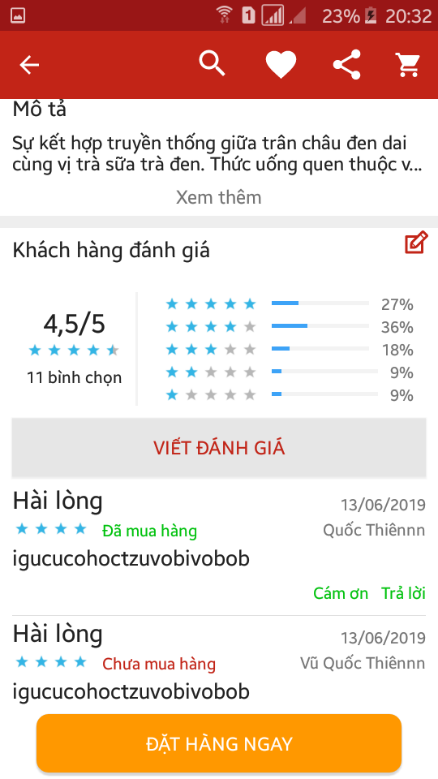 1 23% 20:32
Mô tả
Sự kết hợp truyền thống giữa trân châu đen dai
cùng vị trà sữa trà đen. Thức uống quen thuộc v...
Xem thêm
Khách hàng đánh giá
4,5/5
11 bình chọn
27%
36%
18%
9%
9%
VIẾT ĐÁNH GIÁ
Hài lòng 13/06/2019
Đã mua hàng Quốc Thiênnn
igucucohoctzuvobivobob
Cám ơn Trả lời
Hài lòng 13/06/2019
Chưa mua hàng Vũ Quốc Thiênnn
igucucohoctzuvobivobob
ĐẶT HÀNG NGAY